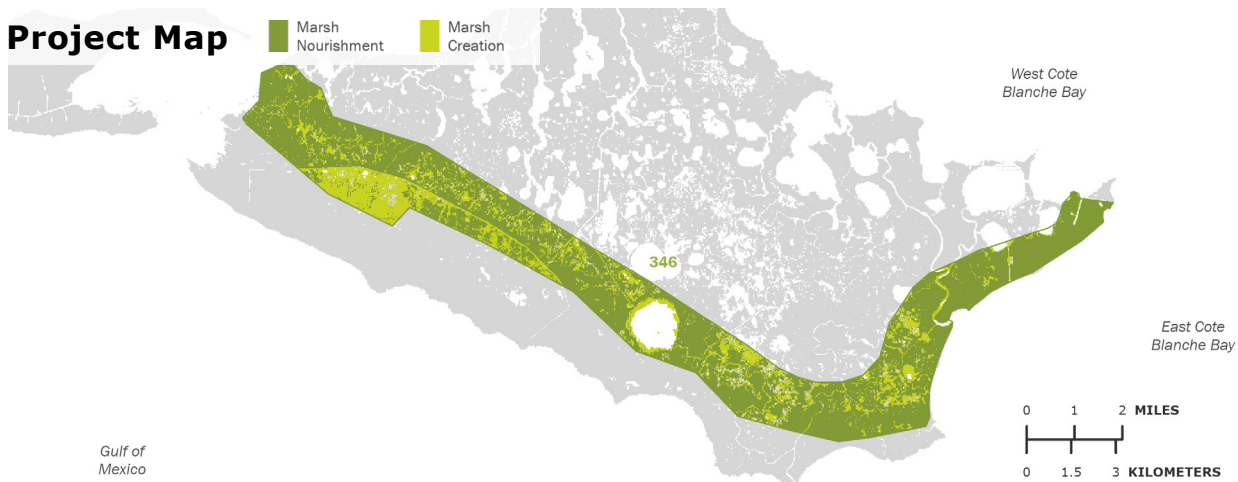 Project Map
Marsh
Nourishment
Marsh
Creation
West Cote
Blanche Bay
346
East Cote
Blanche Bay
0 1 2 MILES
0 1.5 3 KILOMETERS
Gulf of
Mexico